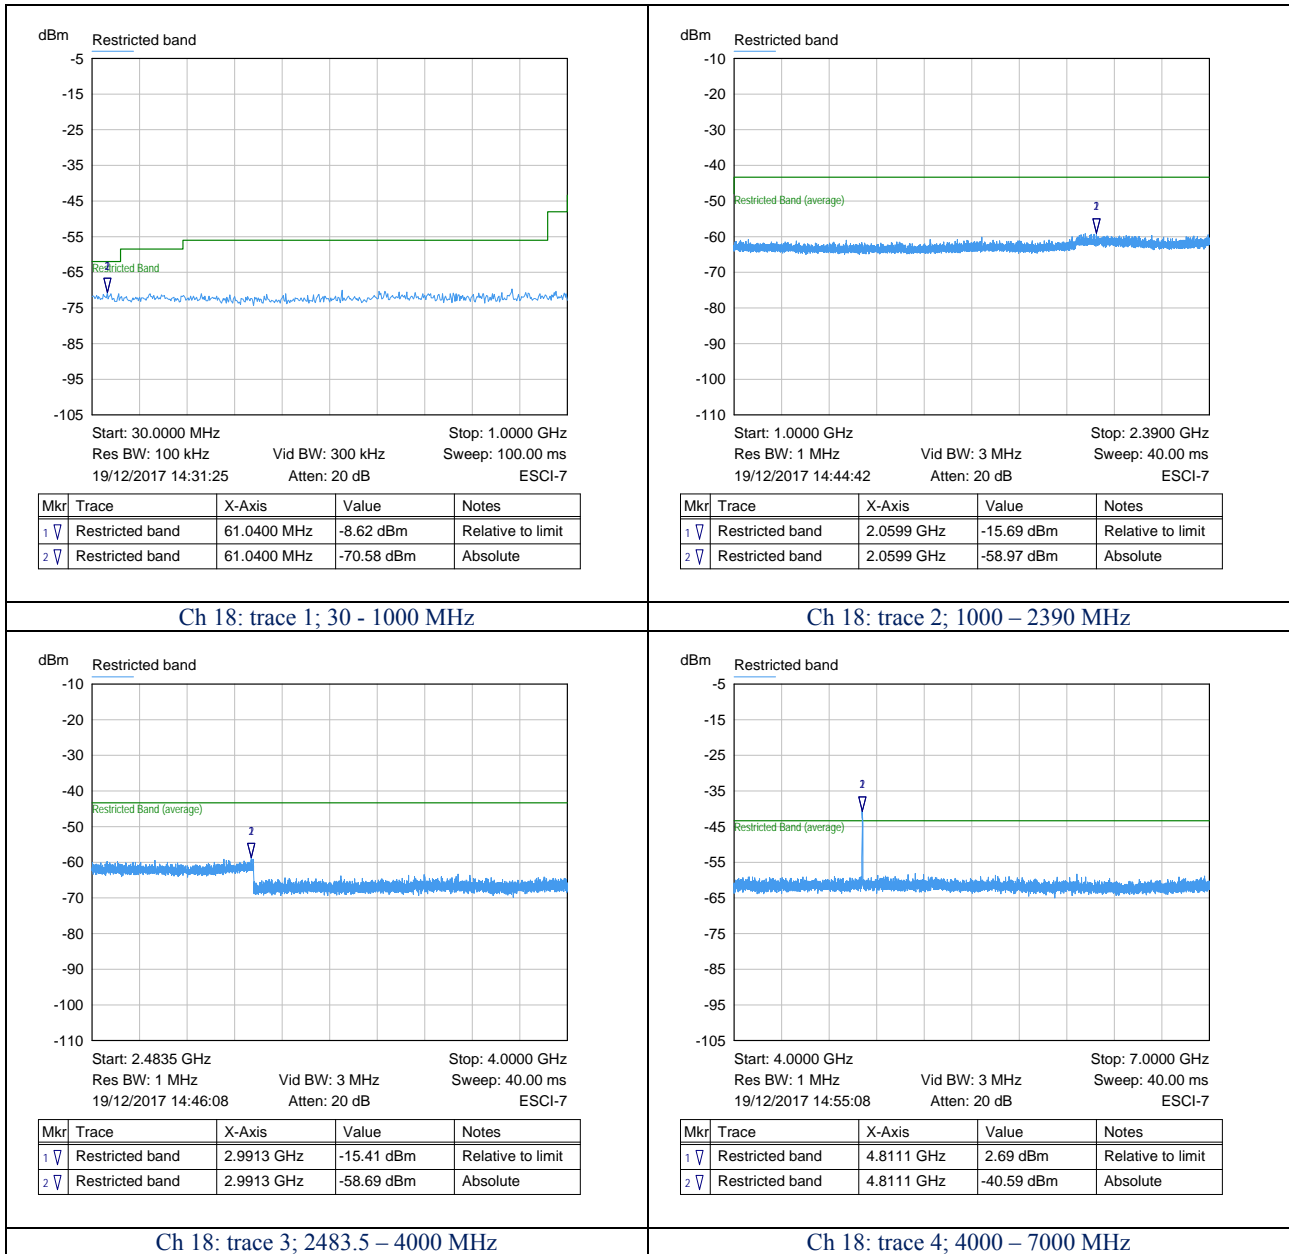 dBm
Restricted band
-5
-15
-25
-35
-45
-55
-65
-75
-85
-95
-105
Restricted Band
2
Start: 30.0000 MHz Stop: 1.0000 GHz
Res BW: 100 kHz Vid BW: 300 kHz Sweep: 100.00 ms
19/12/2017 14:31:25 Atten: 20 dB ESCI-7
Mkr Trace X-Axis Value Notes
1 Restricted band 61.0400 MHz -8.62 dBm Relative to limit
2 Restricted band 61.0400 MHz -70.58 dBm Absolute
Ch 18: trace 1; 30 - 1000 MHz
dBm
Restricted band
-10
-20
-30
-40
-50
-60
-70
-80
-90
-100
-110
Restricted Band (average)
2
Start: 1.0000 GHz Stop: 2.3900 GHz
Res BW: 1 MHz Vid BW: 3 MHz Sweep: 40.00 ms
19/12/2017 14:44:42 Atten: 20 dB ESCI-7
Mkr Trace X-Axis Value Notes
1 Restricted band 2.0599 GHz -15.69 dBm Relative to limit
2 Restricted band 2.0599 GHz -58.97 dBm Absolute
Ch 18: trace 2; 1000 – 2390 MHz
dBm
Restricted band
-10
-20
-30
-40
-50
-60
-70
-80
-90
-100
-110
Restricted Band (average)
2
Start: 2.4835 GHz Stop: 4.0000 GHz
Res BW: 1 MHz Vid BW: 3 MHz Sweep: 40.00 ms
19/12/2017 14:46:08 Atten: 20 dB ESCI-7
Mkr Trace X-Axis Value Notes
1 Restricted band 2.9913 GHz -15.41 dBm Relative to limit
2 Restricted band 2.9913 GHz -58.69 dBm Absolute
Ch 18: trace 3; 2483.5 – 4000 MHz
dBm
Restricted band
-5
-15
-25
-35
-45
-55
-65
-75
-85
-95
-105
Restricted Band (average)
2
Start: 4.0000 GHz Stop: 7.0000 GHz
Res BW: 1 MHz Vid BW: 3 MHz Sweep: 40.00 ms
19/12/2017 14:55:08 Atten: 20 dB ESCI-7
Mkr Trace X-Axis Value Notes
1 Restricted band 4.8111 GHz 2.69 dBm Relative to limit
2 Restricted band 4.8111 GHz -40.59 dBm Absolute
Ch 18: trace 4; 4000 – 7000 MHz